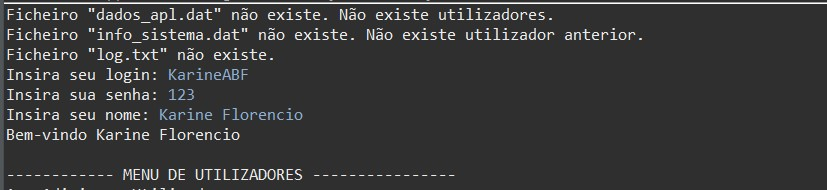 Ficheiro "dados_apl.dat" não existe. Não existe utilizadores.
Ficheiro "info_sistema.dat" não existe. Não existe utilizador anterior.
Ficheiro "log.txt" não existe.
Insira seu login: KarineABF
Insira sua senha: 123
Insira seu nome: Karine Florencio
Bem-vindo Karine Florencio
------------ MENU DE UTILIZADORES ----------------